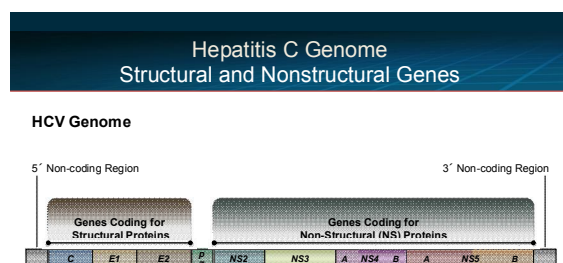 Hepatitis C Genome
Structural and Nonstructural Genes
HCV Genome
5´ Non-coding Region
3´ Non-coding Region
Genes Coding for
Structural Proteins
Genes Coding for
Non-Structural (NS) Proteins
C E1 E2 P NS2 NS3 A NS4 B A NS5 B